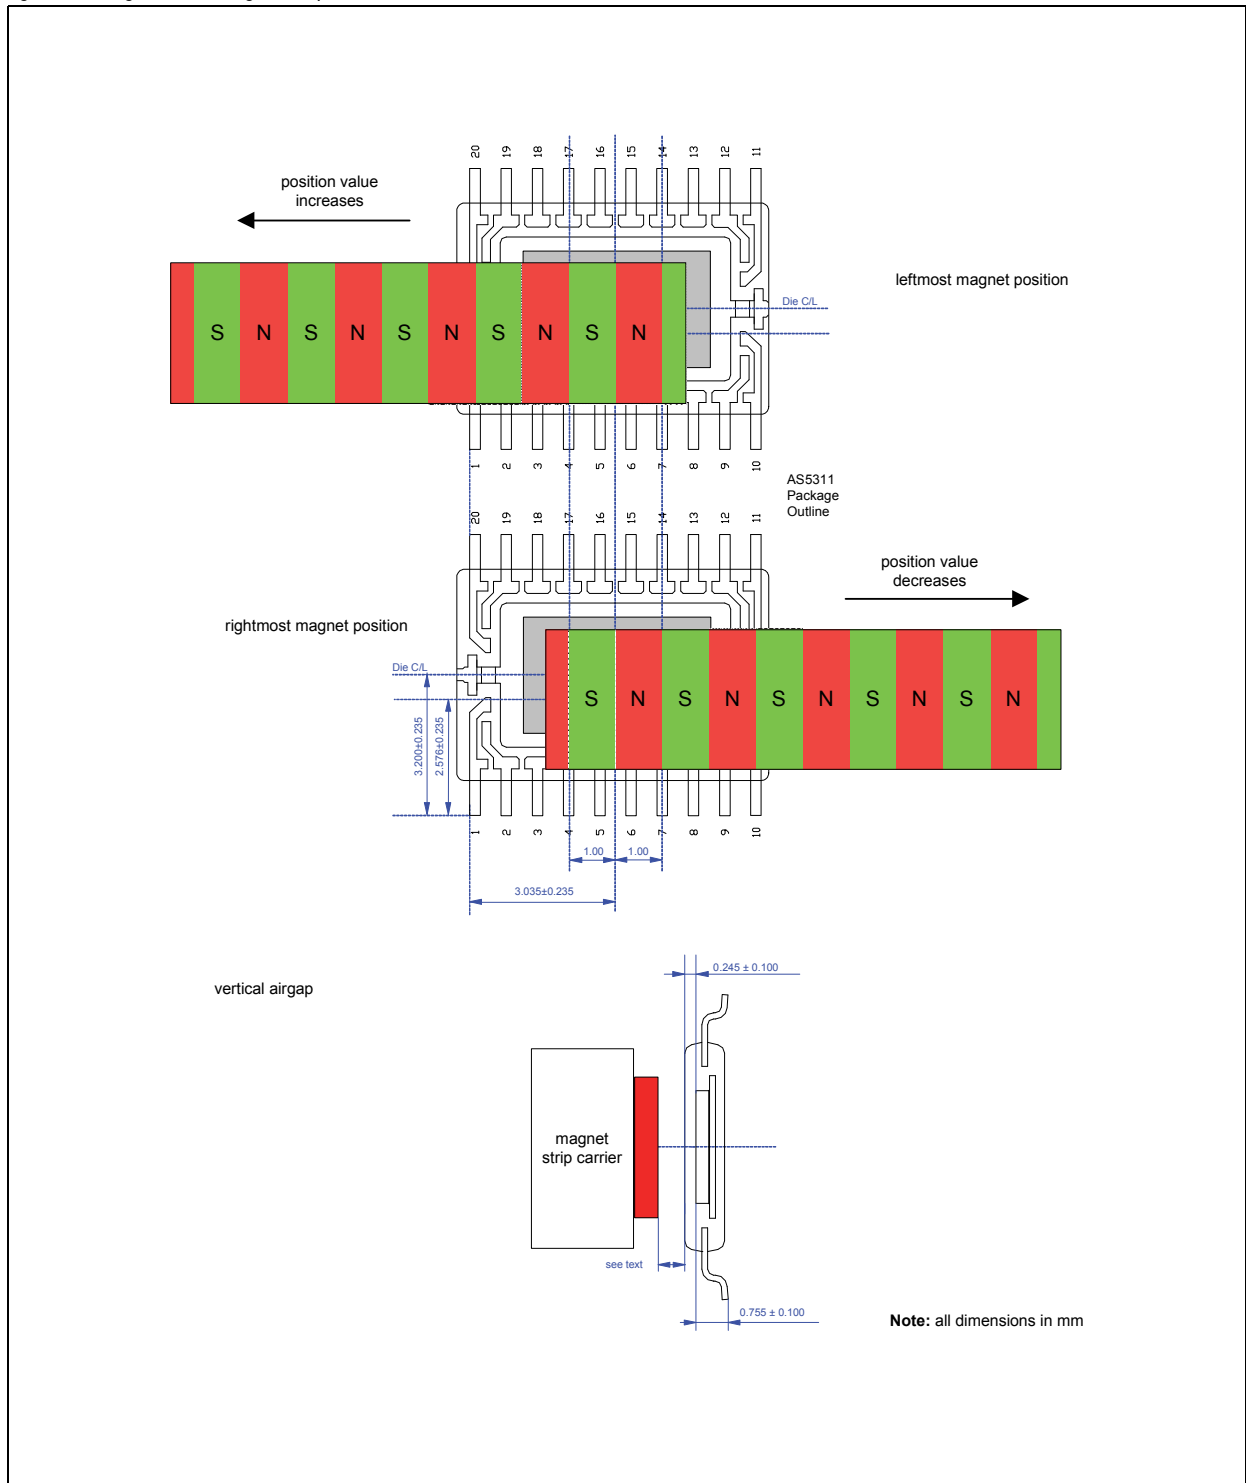 position value
increases
20 19 18 17 16 15 14 13 12 11
leftmost magnet position
Die C/L
S N S N S N S N S N
1 2 3 4 5 6 7 8 9 10
AS5311
Package
Outline
20 19 18 17 16 15 14 13 12 11
position value
decreases
rightmost magnet position
Die C/L
S N S N S N S N S N
3.200±0.235
2.576±0.235
1 2 3 4 5 6 7 8 9 10
1.00 1.00
3.035±0.235
0.245 ± 0.100
vertical airgap
magnet
strip carrier
see text
0.755 ± 0.100
Note: all dimensions in mm